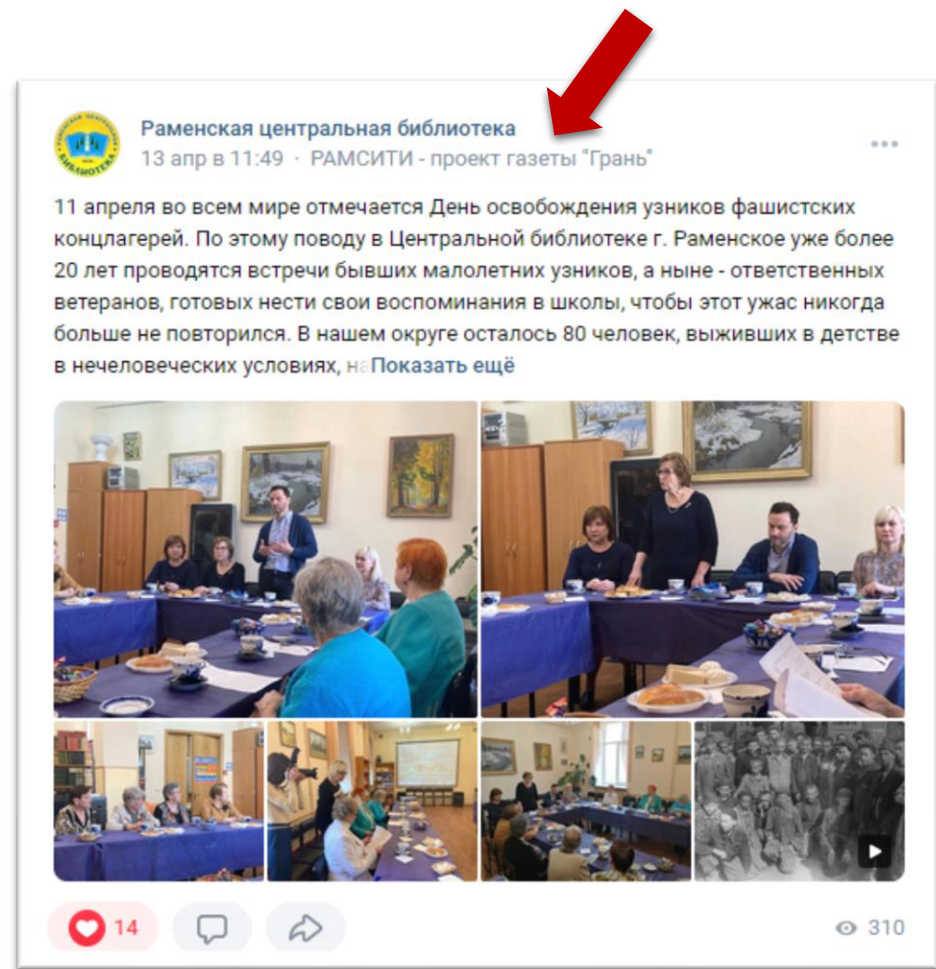 Раменская центральная библиотека
13 апр в 11:49 · РАМСИТИ - проект газеты "Грань"
11 апреля во всем мире отмечается День освобождения узников фашистских
концлагерей. По этому поводу в Центральной библиотеке г. Раменское уже более
20 лет проводятся встречи бывших малолетних узников, а ныне - ответственных
ветеранов, готовых нести свои воспоминания в школы, чтобы этот ужас никогда
больше не повторился. В нашем округе осталось 80 человек, выживших в детстве
в нечеловеческих условиях, на Показать ещё
14
310